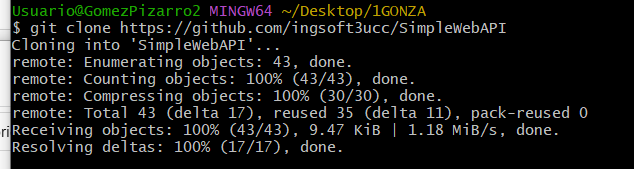 Usuario@GomezPizarro2 MINGW64 ~/Desktop/1GONZA
$ git clone https://github.com/ingsoft3ucc/SimpleWebAPI
Cloning into 'SimpleWebAPI'...
remote: Enumerating objects: 43, done.
remote: Counting objects: 100% (43/43), done.
remote: Compressing objects: 100% (30/30), done.
remote: Total 43 (delta 17), reused 35 (delta 11), pack-reused 0
Receiving objects: 100% (43/43), 9.47 KiB | 1.18 MiB/s, done.
Resolving deltas: 100% (17/17), done.